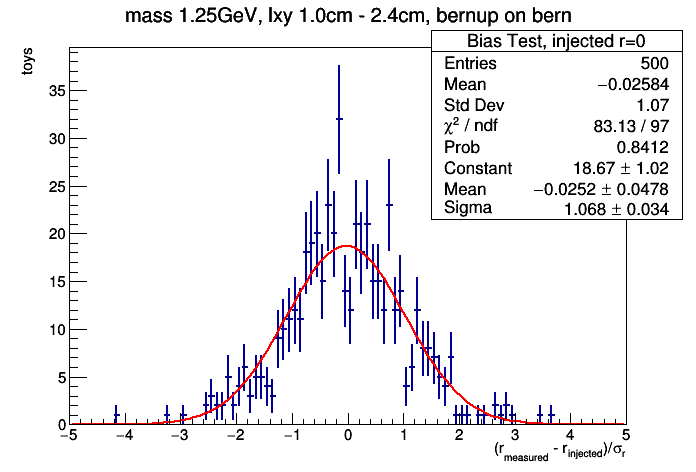 mass 1.25GeV, lxy 1.0cm - 2.4cm, bernup on bern
Bias Test, injected r=0
Entries 500
Mean −0.02584
Std Dev 1.07
χ² / ndf 83.13 / 97
Prob 0.8412
Constant 18.67 ± 1.02
Mean −0.0252 ± 0.0478
Sigma 1.068 ± 0.034
toys
35
30
25
20
15
10
5
0
−5 −4 −3 −2 −1 0 1 2 3 4 5
(r_measured - r_injected)/σ_r